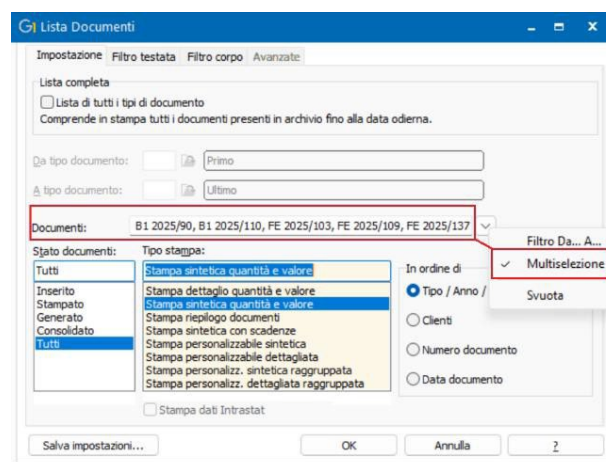 G1 Lista Documenti
Impostazione Filtro testata Filtro corpo Avanzate
Lista completa
Lista di tutti i tipi di documento
Comprende in stampa tutti i documenti presenti in archivio fino alla data odierna.
Da tipo documento: Primo
A tipo documento: Ultimo
Documenti: B1 2025/90, B1 2025/110, FE 2025/103, FE 2025/109, FE 2025/137
Filtro Da... A...
Multiselezione
Svuota
Stato documenti:
Tutti
Inserito
Stampato
Generato
Consolidato
Tutti
Tipo stampa:
Stampa sintetica quantità e valore
Stampa dettaglio quantità e valore
Stampa sintetica quantità e valore
Stampa riepilogo documenti
Stampa sintetica con scadenze
Stampa personalizzabile sintetica
Stampa personalizzabile dettagliata
Stampa personalizz. sintetica raggruppata
Stampa personalizz. dettagliata raggruppata
Stampa dati Intrastat
In ordine di
Tipo / Anno /
Clienti
Numero documento
Data documento
Salva impostazioni... OK Annulla ?